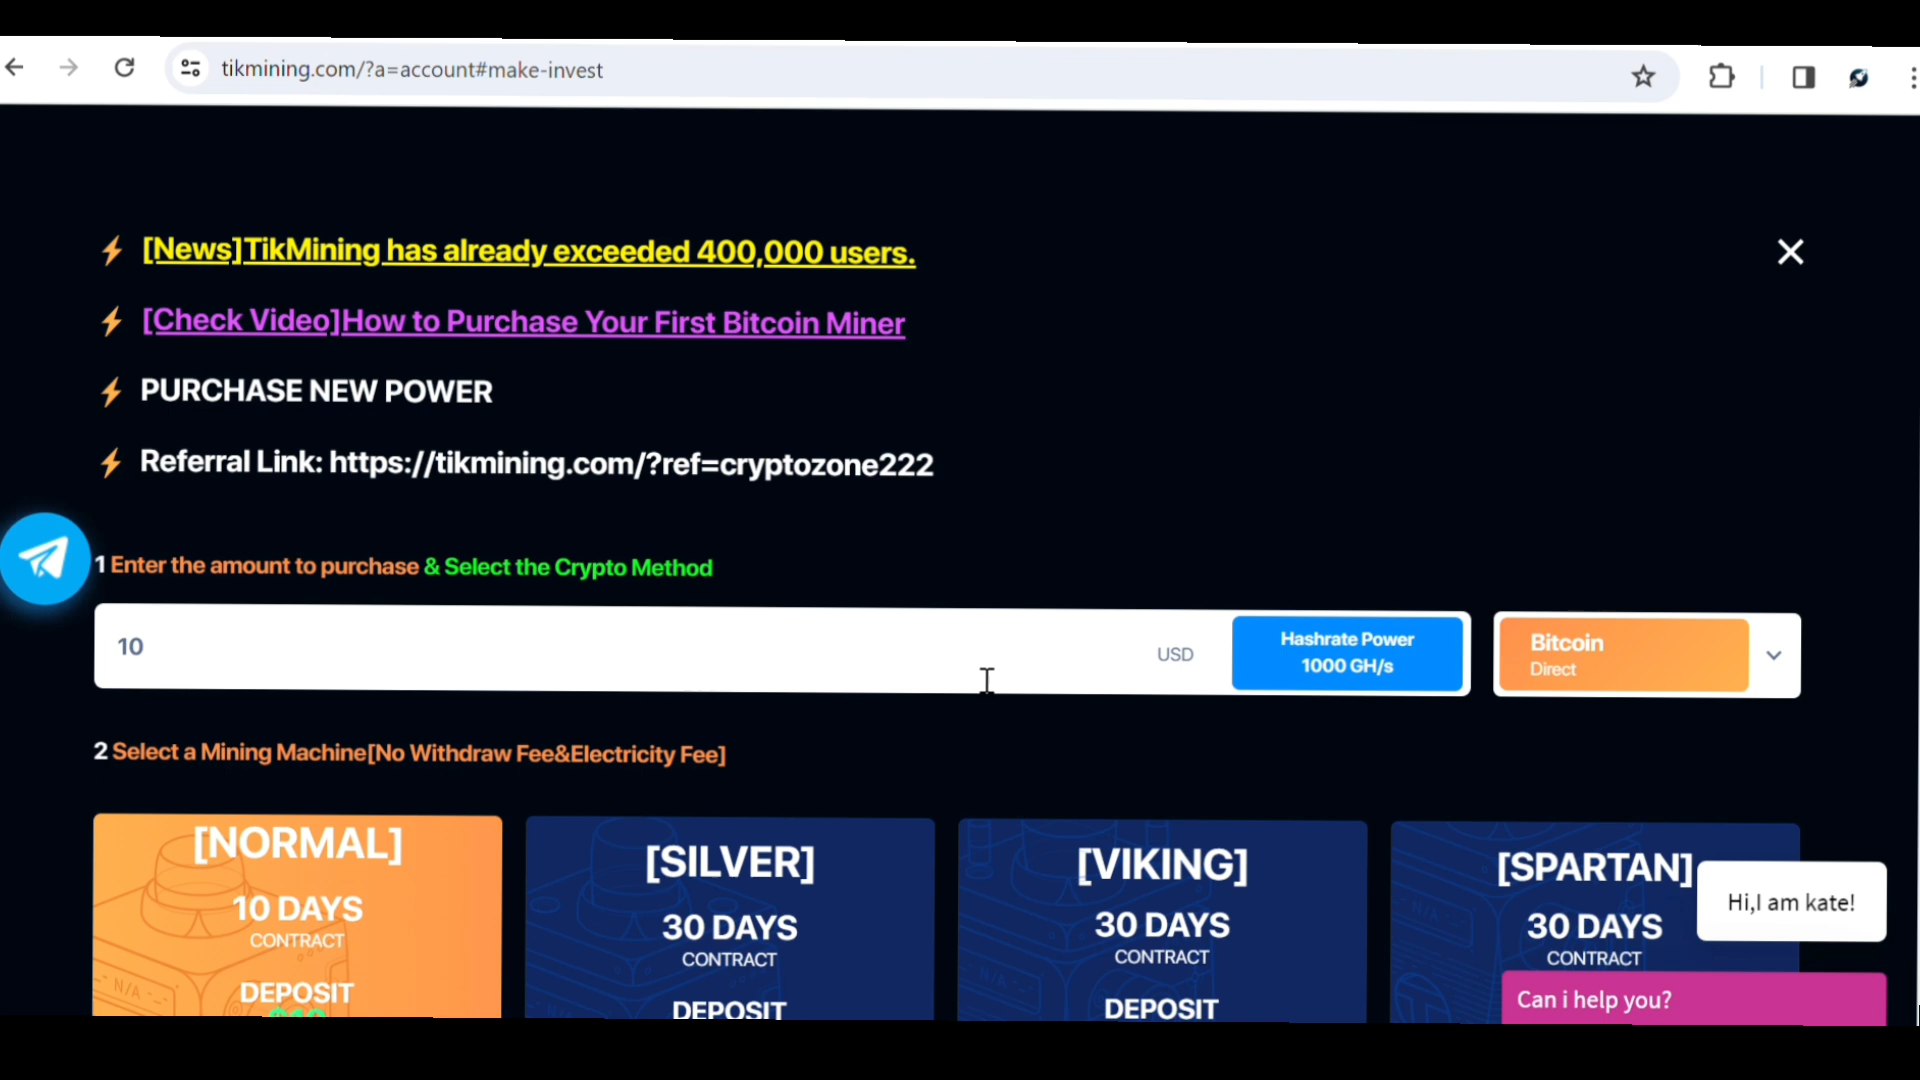 tikmining.com/?a=account#make-invest
[News]TikMining has already exceeded 400,000 users.
[Check Video]How to Purchase Your First Bitcoin Miner
PURCHASE NEW POWER
Referral Link: https://tikmining.com/?ref=cryptozone222
1 Enter the amount to purchase & Select the Crypto Method
10 USD Hashrate Power Bitcoin
1000 GH/s Direct
2 Select a Mining Machine[No Withdraw Fee&Electricity Fee]
[NORMAL]
10 DAYS
CONTRACT
DEPOSIT
$10
[SILVER]
30 DAYS
CONTRACT
DEPOSIT
[VIKING]
30 DAYS
CONTRACT
DEPOSIT
[SPARTAN]
30 DAYS
CONTRACT
Hi,I am kate!
Can i help you?